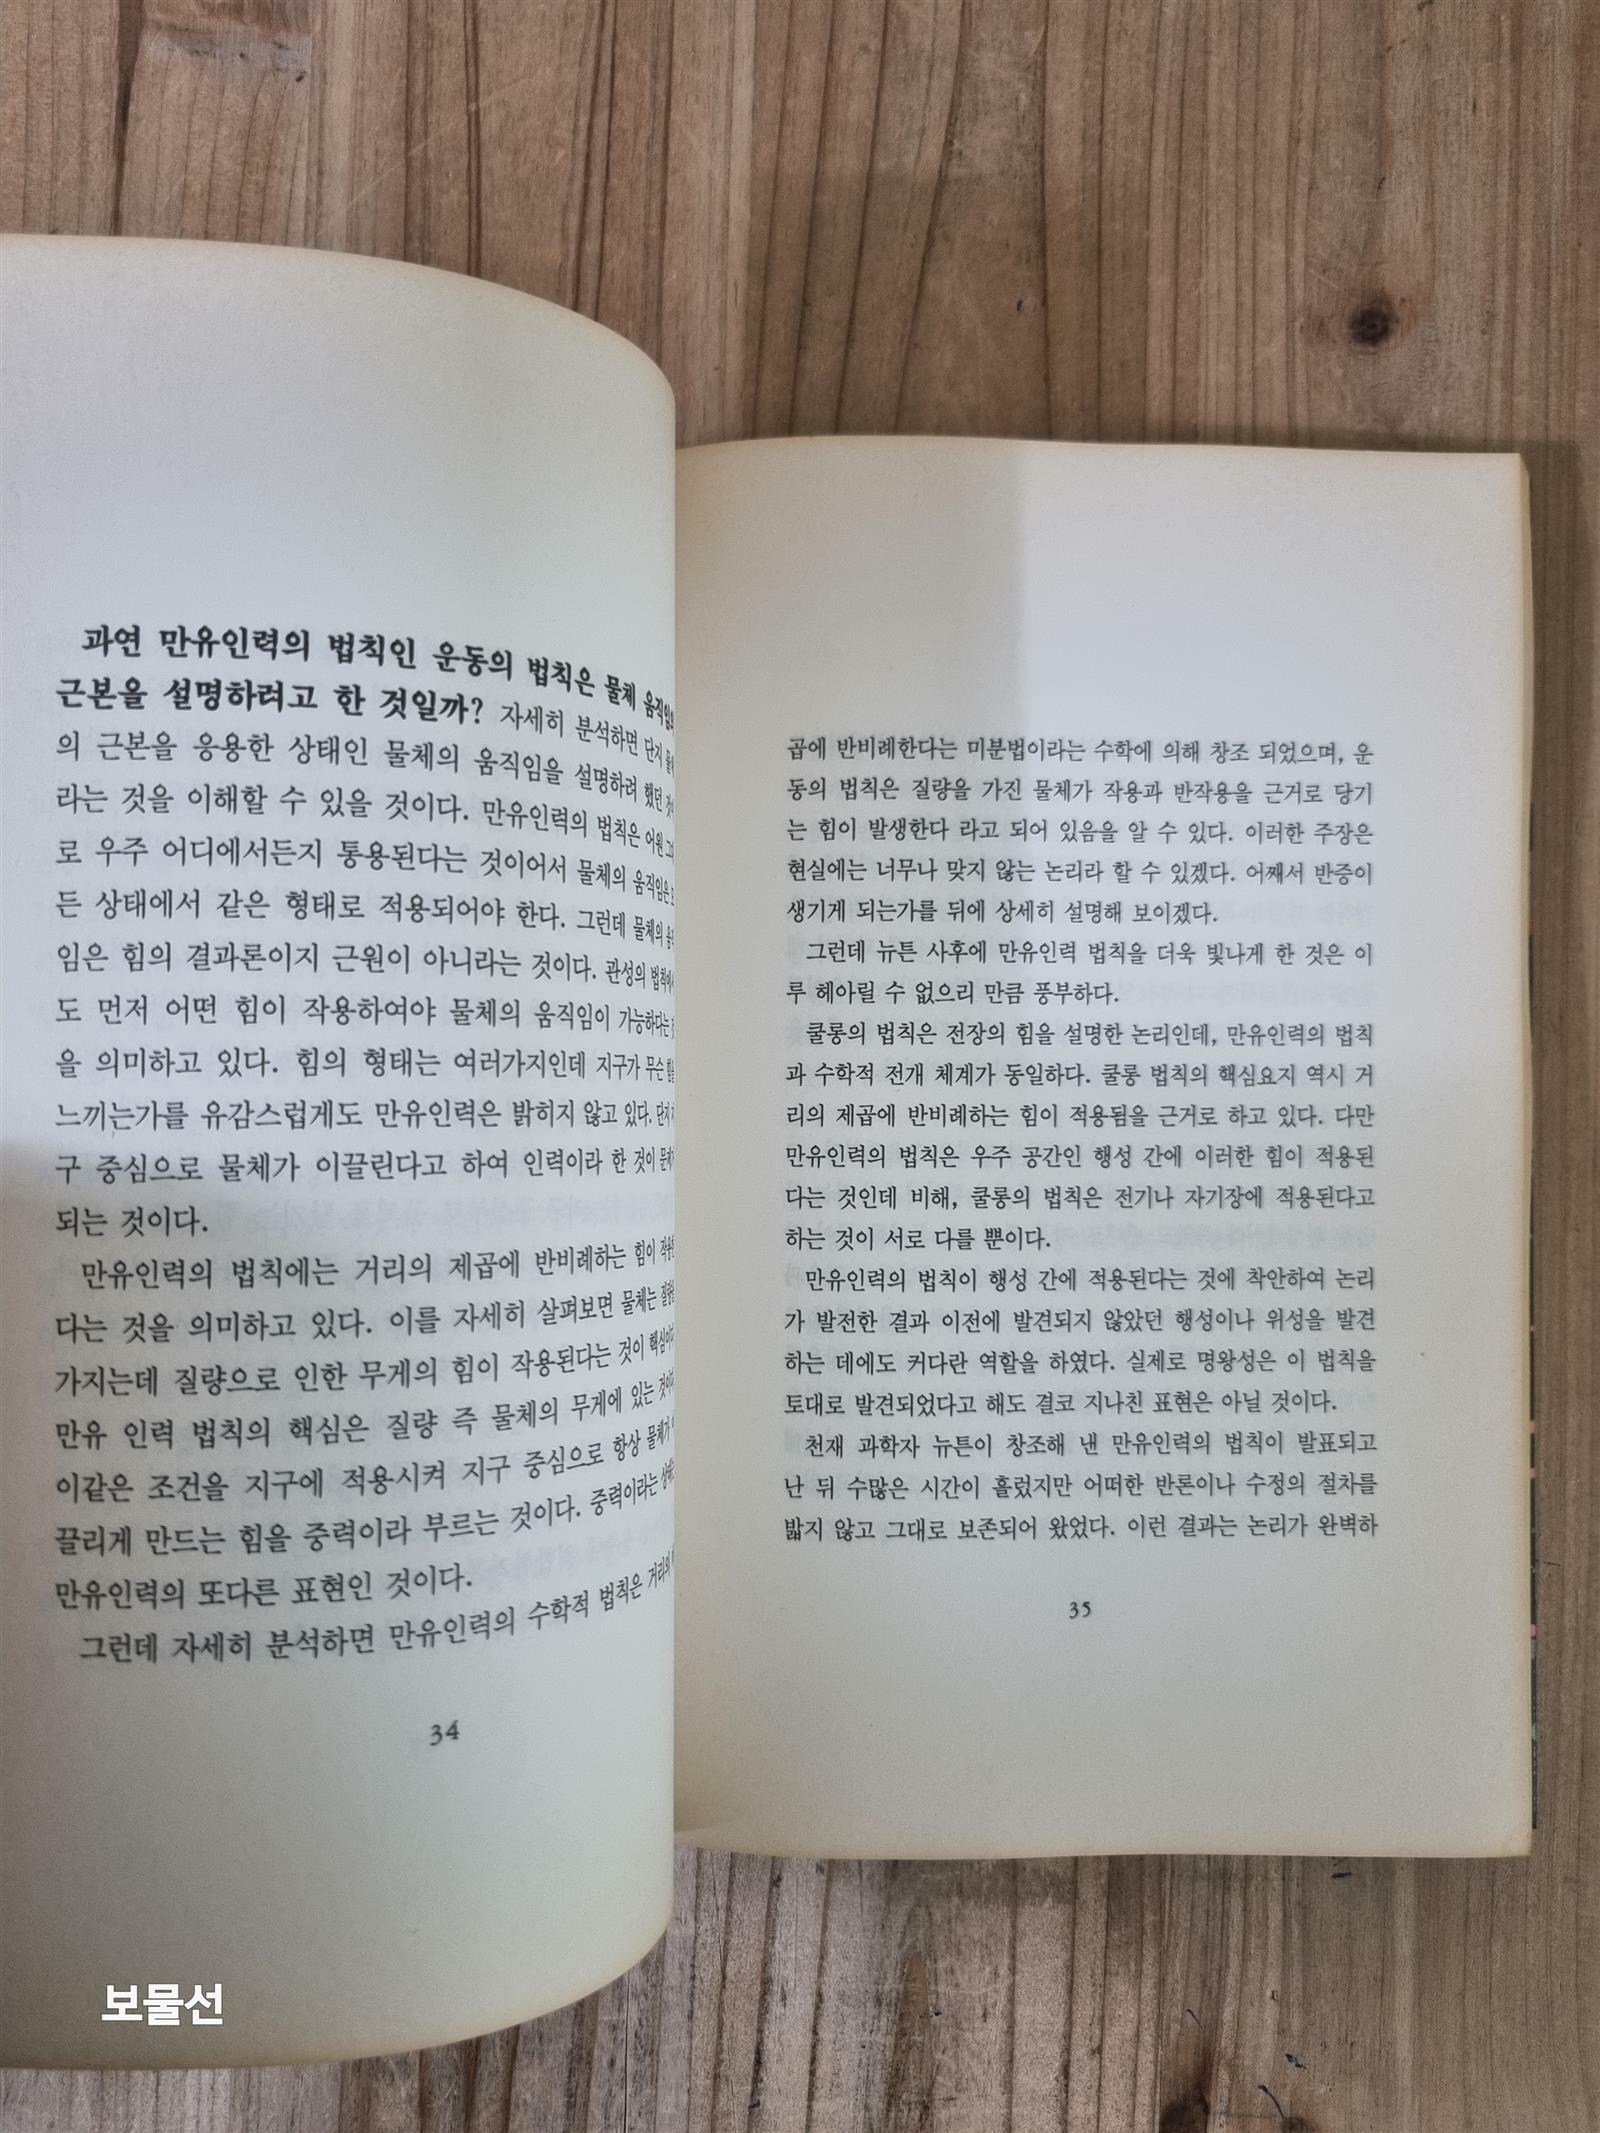 과연 만유인력의 법칙인 운동의 법칙은 물체 움직임의
근본을 설명하려고 한 것일까? 자세히 분석하면 단지
의 근본을 응용한 상태인 물체의 움직임을 설명하려 했던
라는 것을 이해할 수 있을 것이다. 만유인력의 법칙은 어원
로 우주 어디에서든지 통용된다는 것이어서 물체의 움직임은
든 상태에서 같은 형태로 적용되어야 한다. 그런데 물체의
임은 힘의 결과론이지 근원이 아니라는 것이다. 관성의 법칙에서
도 먼저 어떤 힘이 작용하여야 물체의 움직임이 가능하다는
을 의미하고 있다. 힘의 형태는 여러가지인데 지구가 무슨
느끼는가를 유감스럽게도 만유인력은 밝히지 않고 있다. 단지
구 중심으로 물체가 이끌린다고 하여 인력이라 한 것이
되는 것이다.
만유인력의 법칙에는 거리의 제곱에 반비례하는 힘이
다는 것을 의미하고 있다. 이를 자세히 살펴보면 물체는
가지는데 질량으로 인한 무게의 힘이 작용된다는 것이 핵심이다.
만유 인력 법칙의 핵심은 질량 즉 물체의 무게에 있는 것이다.
이같은 조건을 지구에 적용시켜 지구 중심으로 항상 물체가
끌리게 만드는 힘을 중력이라 부르는 것이다. 중력이라는
만유인력의 또다른 표현인 것이다.
그런데 자세히 분석하면 만유인력의 수학적 법칙은 거리의
34
곱에 반비례한다는 미분법이라는 수학에 의해 창조 되었으며, 운
동의 법칙은 질량을 가진 물체가 작용과 반작용을 근거로 당기
는 힘이 발생한다 라고 되어 있음을 알 수 있다. 이러한 주장은
현실에는 너무나 맞지 않는 논리라 할 수 있겠다. 어째서 반증이
생기게 되는가를 뒤에 상세히 설명해 보이겠다.
그런데 뉴튼 사후에 만유인력 법칙을 더욱 빛나게 한 것은 이
루 헤아릴 수 없으리 만큼 풍부하다.
쿨롱의 법칙은 전장의 힘을 설명한 논리인데, 만유인력의 법칙
과 수학적 전개 체계가 동일하다. 쿨롱 법칙의 핵심요지 역시 거
리의 제곱에 반비례하는 힘이 적용됨을 근거로 하고 있다. 다만
만유인력의 법칙은 우주 공간인 행성 간에 이러한 힘이 적용된
다는 것인데 비해, 쿨롱의 법칙은 전기나 자기장에 적용된다고
하는 것이 서로 다를 뿐이다.
만유인력의 법칙이 행성 간에 적용된다는 것에 착안하여 논리
가 발전한 결과 이전에 발견되지 않았던 행성이나 위성을 발견
하는 데에도 커다란 역할을 하였다. 실제로 명왕성은 이 법칙을
토대로 발견되었다고 해도 결코 지나친 표현은 아닐 것이다.
천재 과학자 뉴튼이 창조해 낸 만유인력의 법칙이 발표되고
난 뒤 수많은 시간이 흘렀지만 어떠한 반론이나 수정의 절차를
밟지 않고 그대로 보존되어 왔었다. 이런 결과는 논리가 완벽하
35
보물선